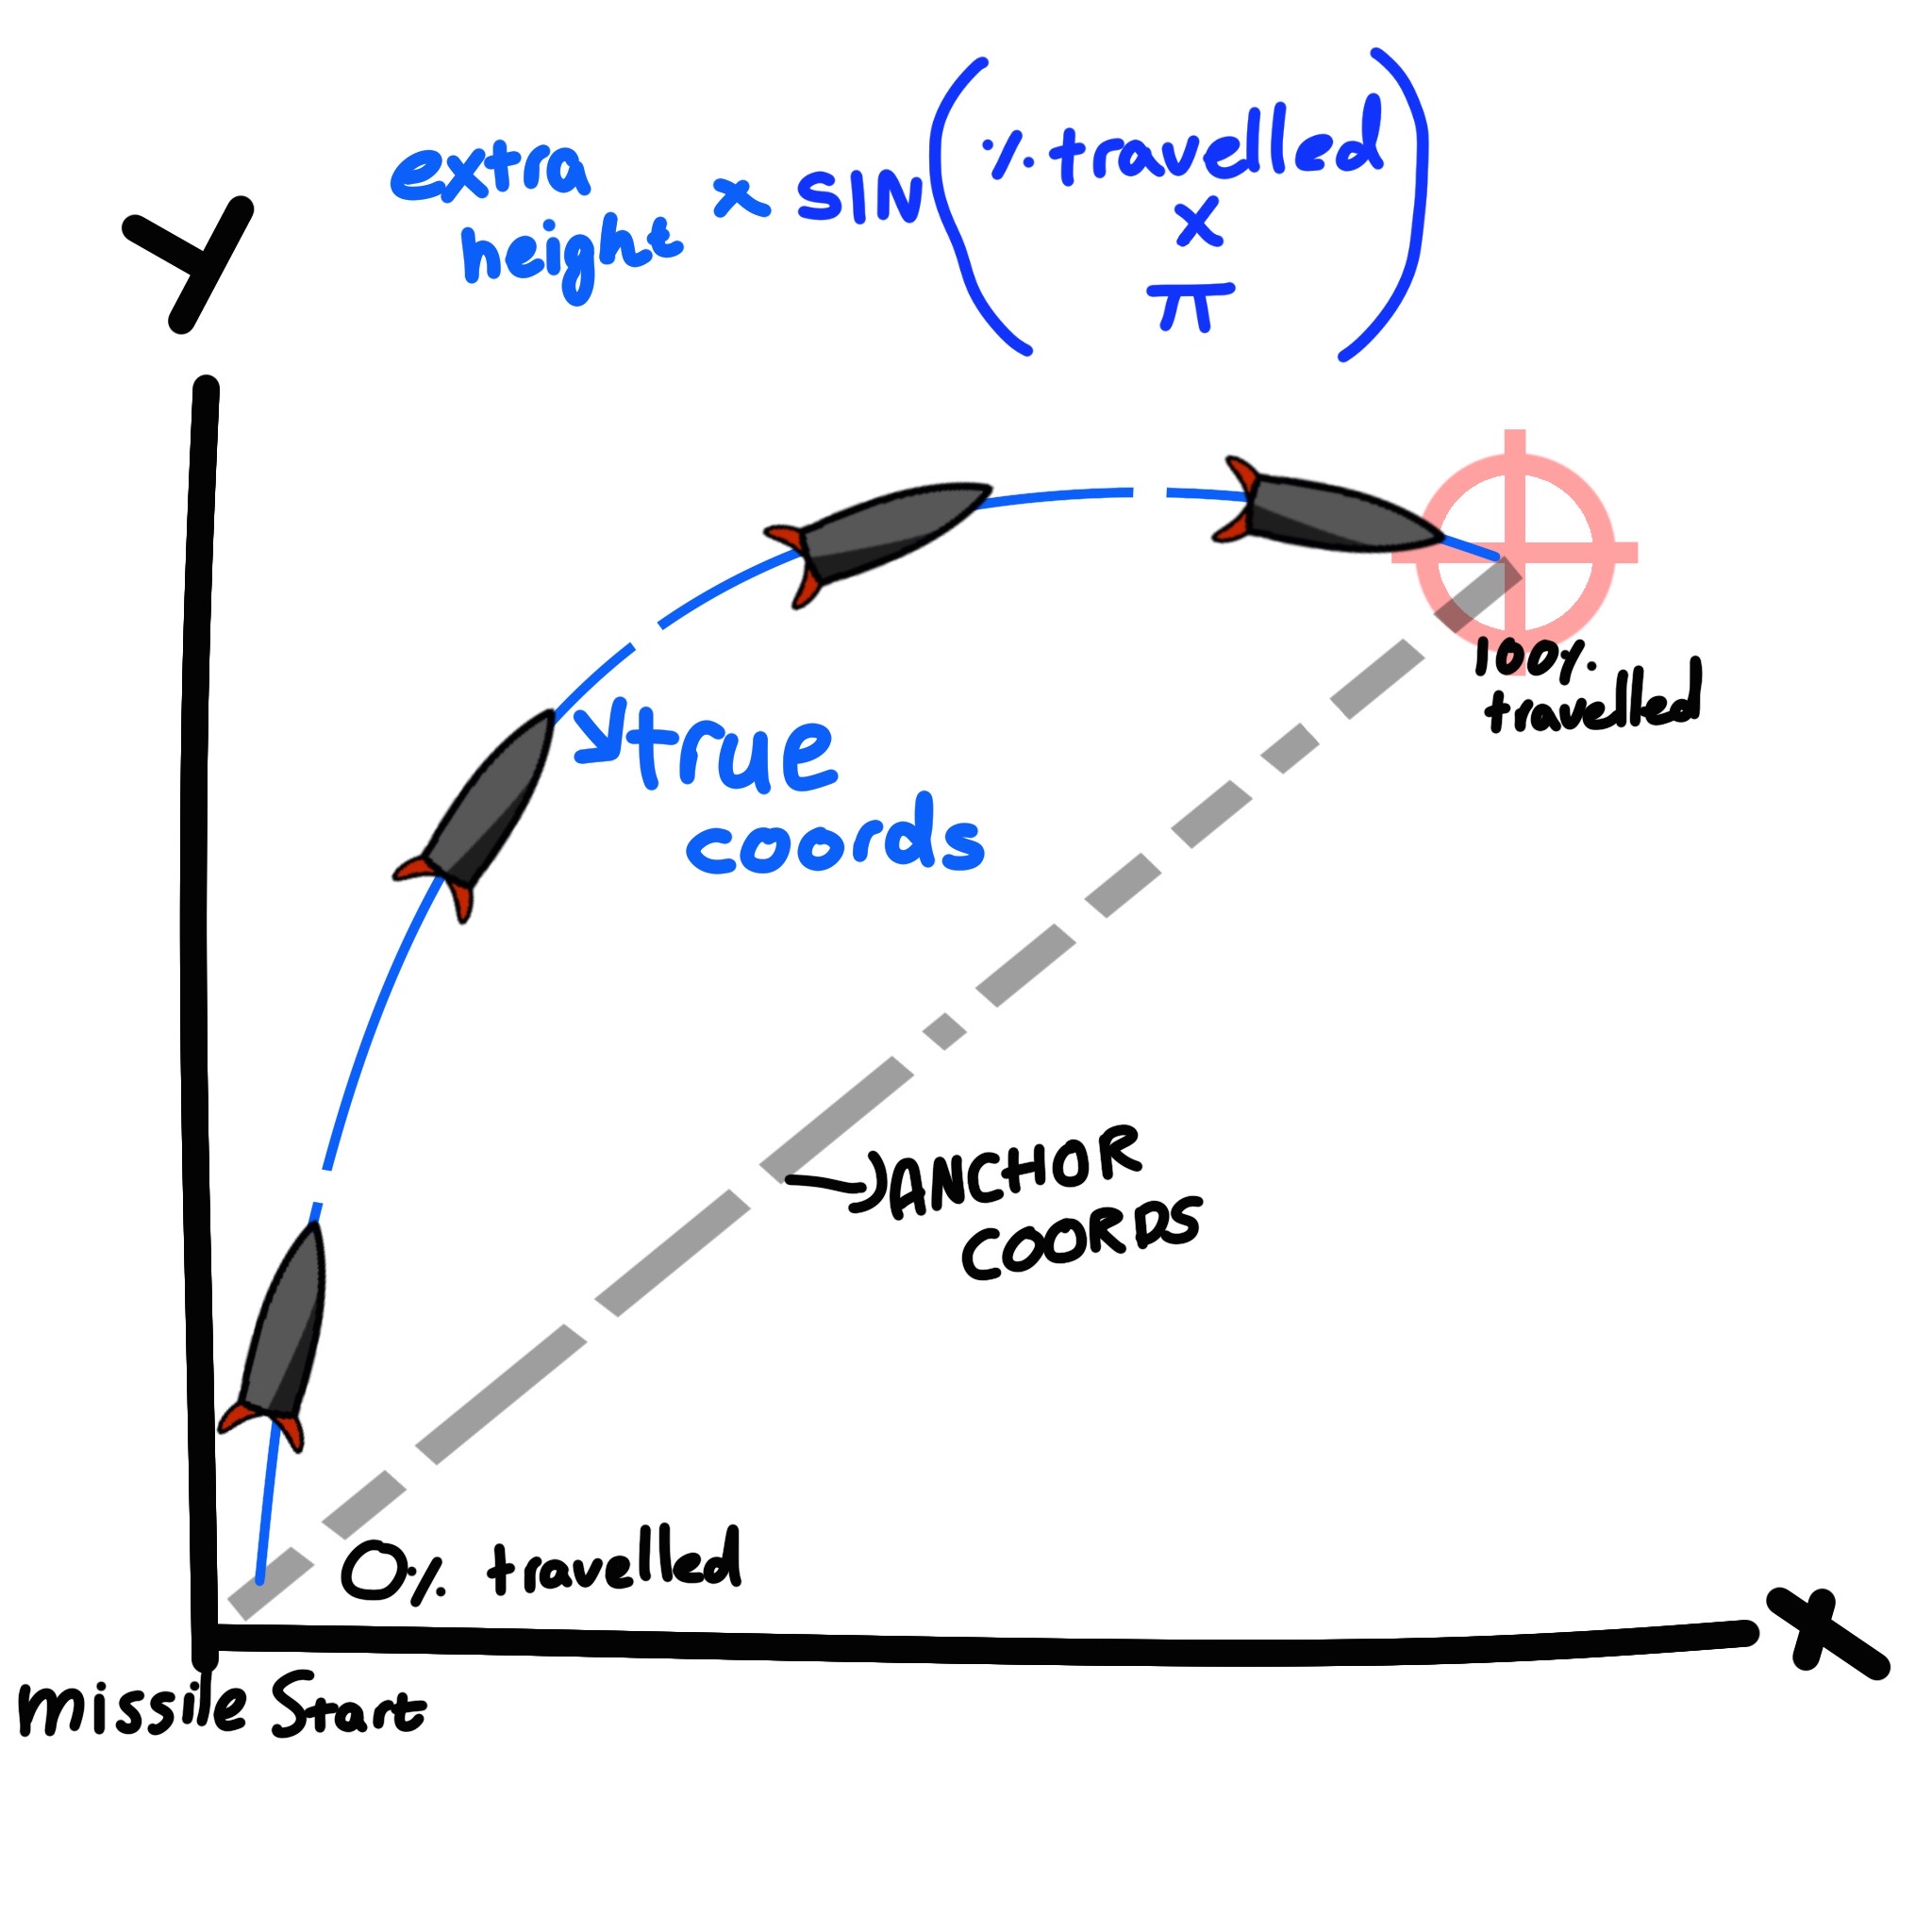 extra
height x SIN ( % travelled
x
π )
Y
100%
travelled
true
coords
ANCHOR
COORDS
0% travelled
X
Missile Start